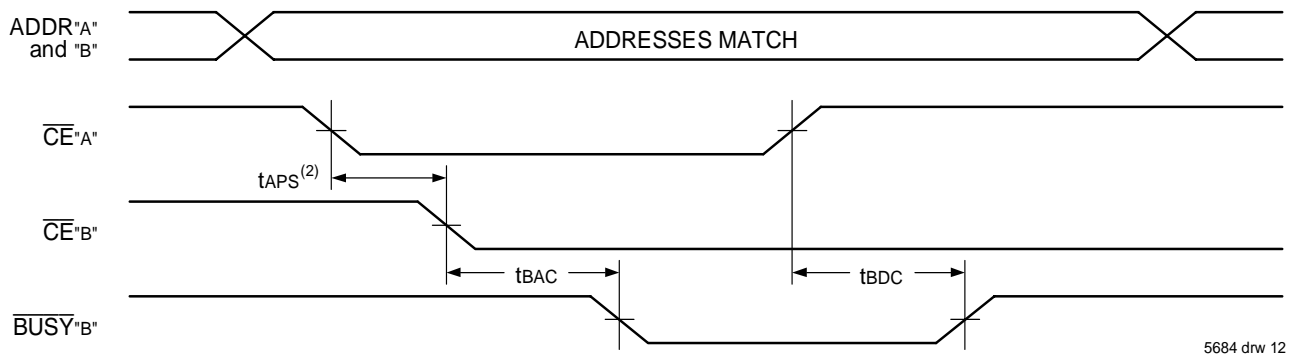 ADDR"A"
and "B"
ADDRESSES MATCH
CE"A"
tAPS(2)
CE"B"
tBAC
tBDC
BUSY"B"
5684 drw 12